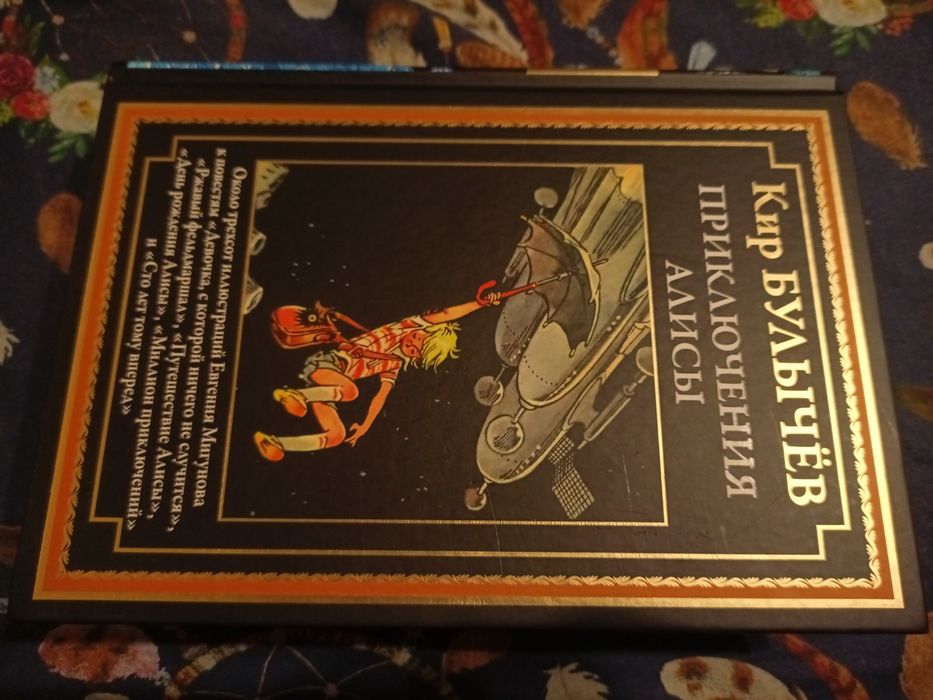 Кир БУЛЫЧЁВ
ПРИКЛЮЧЕНИЯ
АЛИСЫ
Около трехсот иллюстраций Евгения Мигунова
к повестям «Девочка, с которой ничего не случится»,
«Ржавый фельдмаршал», «Путешествие Алисы»,
«День рождения Алисы», «Миллион приключений»
и «Сто лет тому вперед»